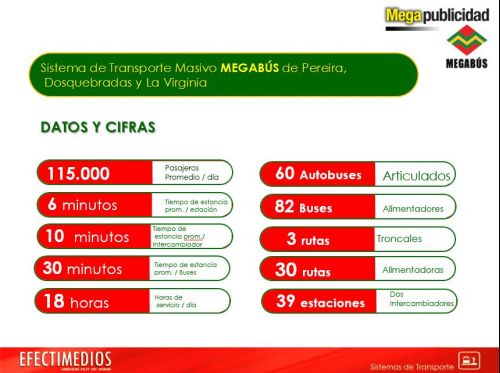 Megapublicidad
MEGABÚS
Sistema de Transporte Masivo MEGABÚS de Pereira,
Dosquebradas y La Virginia
DATOS Y CIFRAS
115.000 Pasajeros
Promedio / día
6 minutos Tiempo de estancia
prom. / estación
10 minutos Tiempo de
estancia prom./
Intercambiador
30 minutos Tiempo de estancia
prom. / Buses
18 horas Horas de
servicio / día
60 Autobuses Articulados
82 Buses Alimentadores
3 rutas Troncales
30 rutas Alimentadoras
39 estaciones Dos
Intercambiadores
EFECTIMEDIOS
Sistemas de Transporte